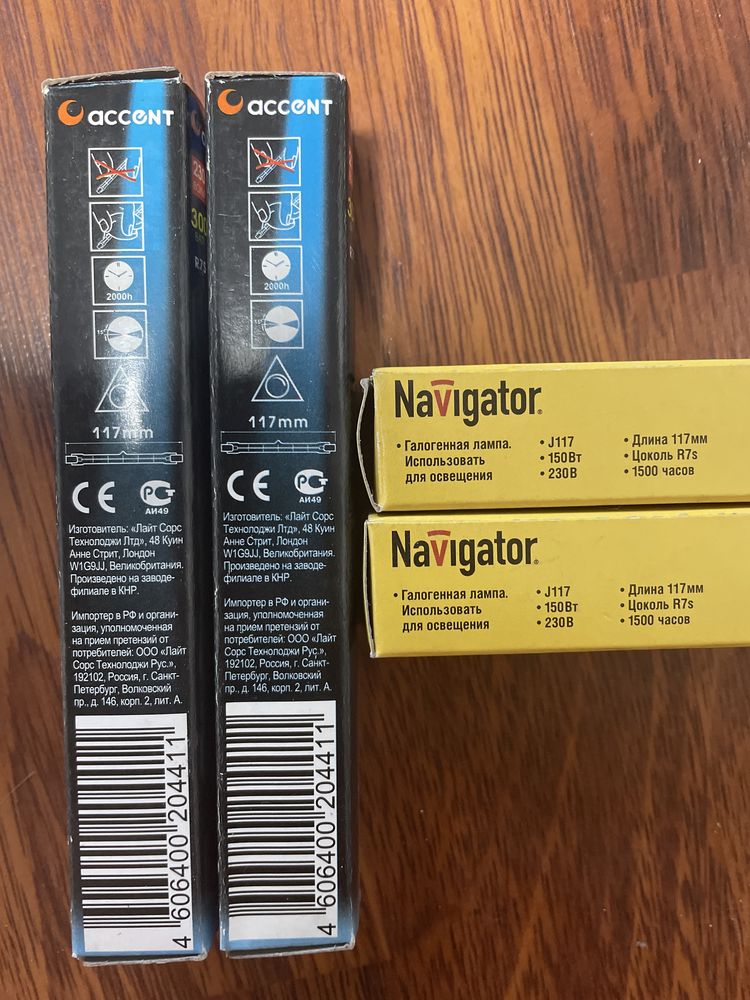 accent
2000h
15°
117mm
CE
РСТ
АИ49
Изготовитель: «Лайт Сорс
Технолоджи Лтд», 48 Куин
Анне Стрит, Лондон
W1G9JJ, Великобритания.
Произведено на заводе-
филиале в КНР.
Импортер в РФ и органи-
зация, уполномоченная
на прием претензий от
потребителей: ООО «Лайт
Сорс Технолоджи Рус.»,
192102, Россия, г. Санкт-
Петербург, Волковский
пр., д. 146, корп. 2, лит. А.
4 606400 204411
300
R7S
accent
2000h
15°
117mm
CE
РСТ
АИ49
Изготовитель: «Лайт Сорс
Технолоджи Лтд», 48 Куин
Анне Стрит, Лондон
W1G9JJ, Великобритания.
Произведено на заводе-
филиале в КНР.
Импортер в РФ и органи-
зация, уполномоченная
на прием претензий от
потребителей: ООО «Лайт
Сорс Технолоджи Рус.»,
192102, Россия, г. Санкт-
Петербург, Волковский
пр., д. 146, корп. 2, лит. А.
4 606400 204411
Navigator®
• Галогенная лампа.
Использовать
для освещения
• J117
• 150Вт
• 230В
• Длина 117мм
• Цоколь R7s
• 1500 часов
Navigator®
• Галогенная лампа.
Использовать
для освещения
• J117
• 150Вт
• 230В
• Длина 117мм
• Цоколь R7s
• 1500 часов